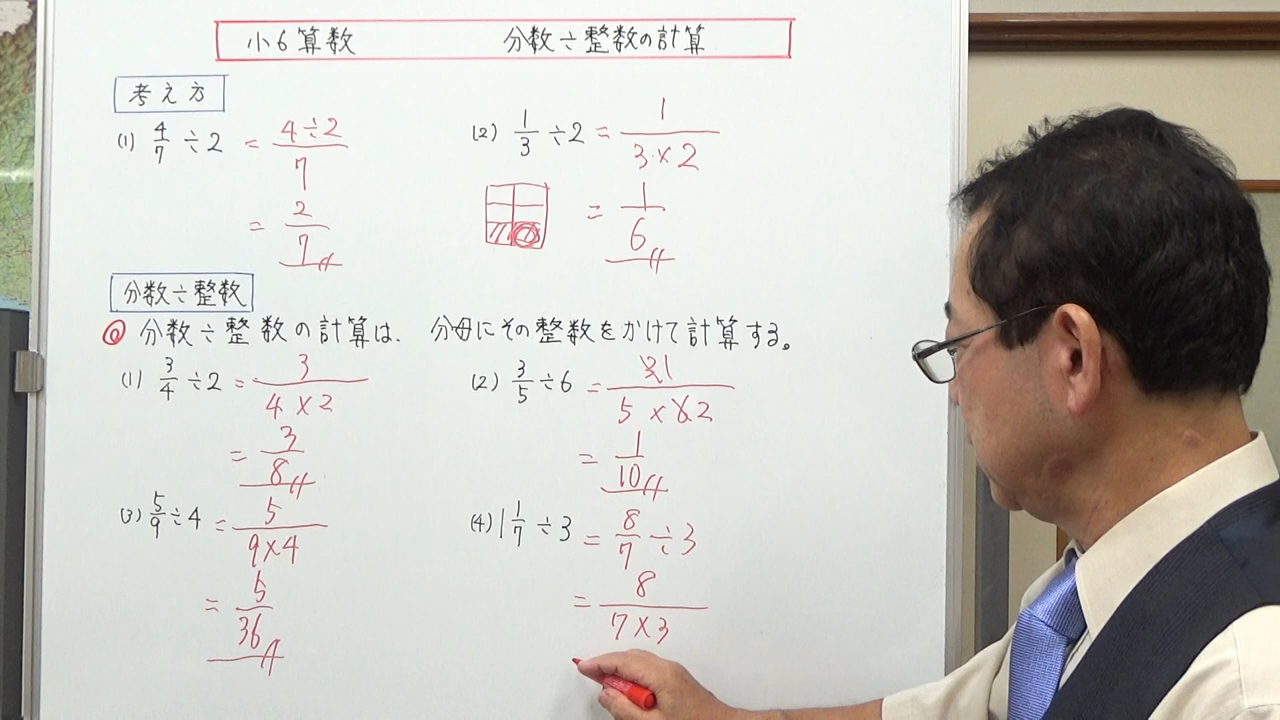 小6算数 分数÷整数の計算
考え方
(1) 4/7 ÷2 = 4÷2/7
= 2/7
(2) 1/3 ÷2 = 1/3×2
= 1/6
分数÷整数
◎ 分数÷整数の計算は、分母にその整数をかけて計算する。
(1) 3/4 ÷2 = 3/4×2
= 3/8
(2) 3/5 ÷6 = 3 1/5×6 2
= 1/10
(3) 5/9 ÷4 = 5/9×4
= 5/36
(4) 1 1/7 ÷3 = 8/7 ÷3
= 8/7×3